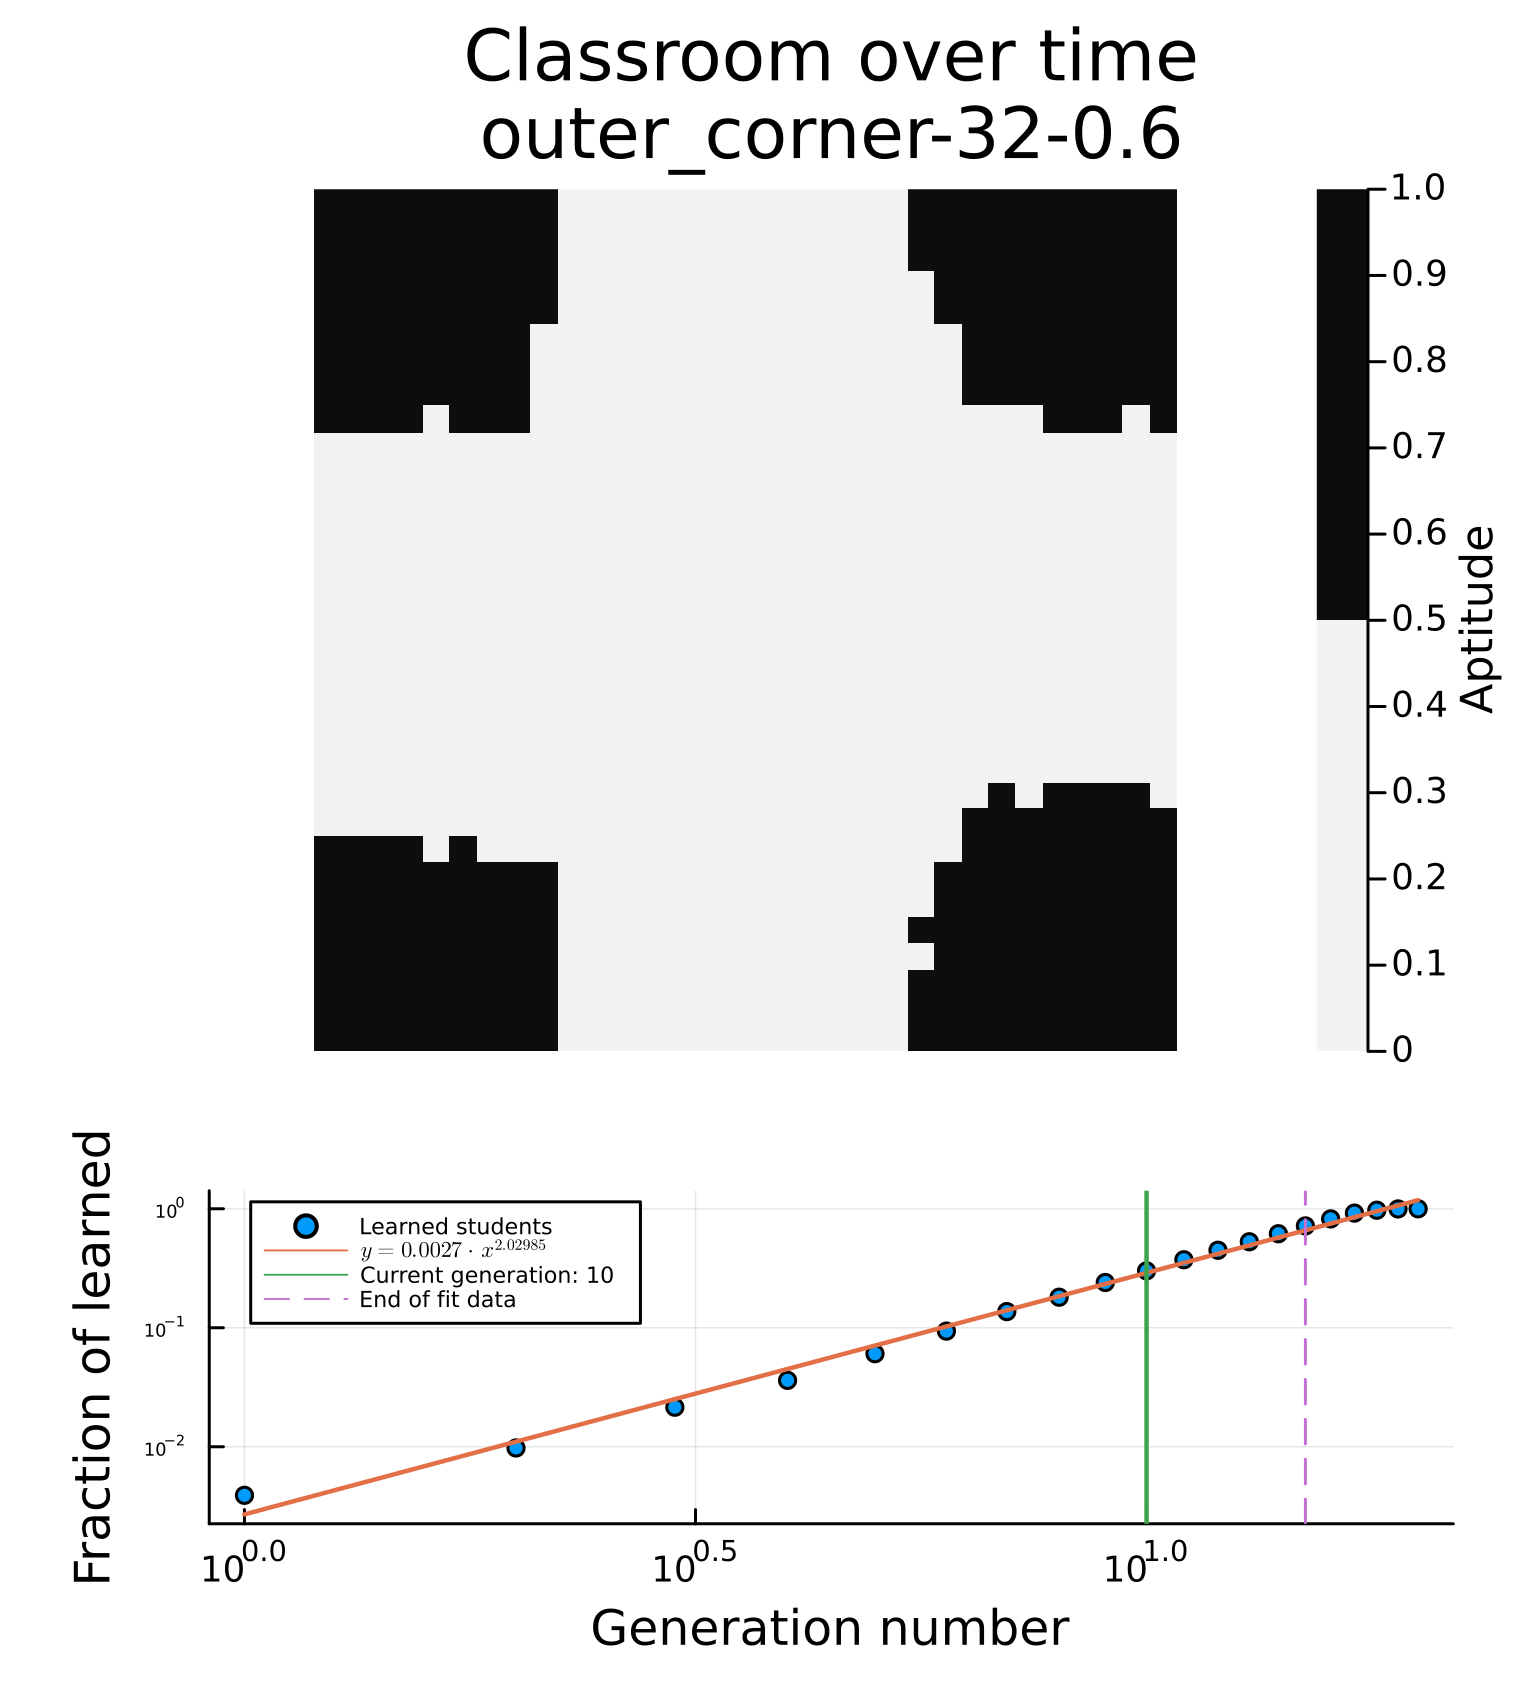 Classroom over time
outer_corner-32-0.6
1.0
0.9
0.8
0.7
0.6
0.5
0.4
0.3
0.2
0.1
0
Aptitude
Fraction of learned
10^0
10^−1
10^−2
Learned students
y = 0.0027 · x^2.02985
Current generation: 10
End of fit data
10^0.0
10^0.5
10^1.0
Generation number